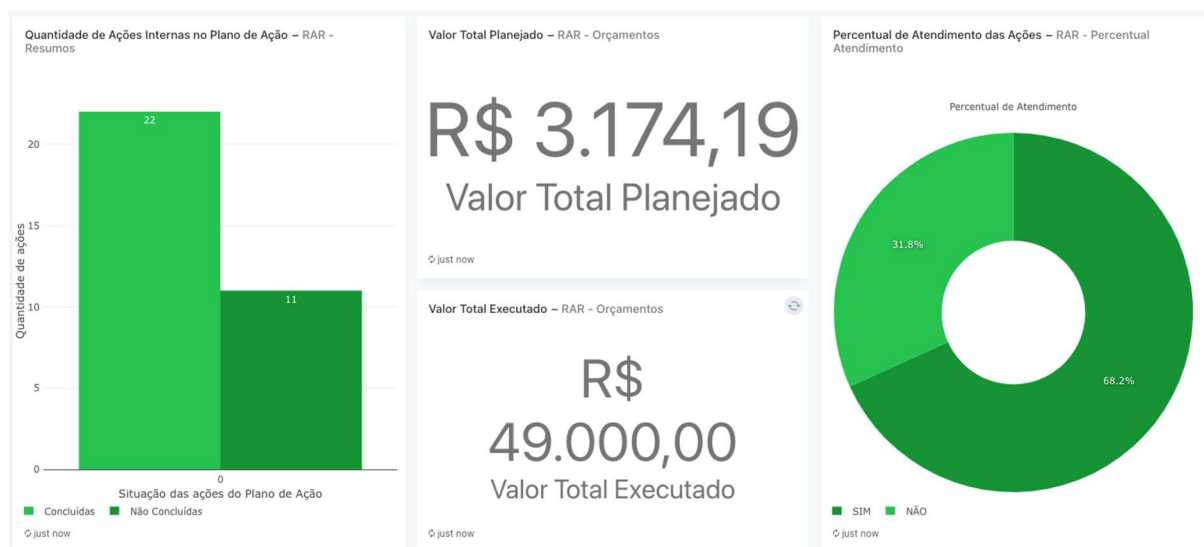 Quantidade de Ações Internas no Plano de Ação – RAR -
Resumos
22
11
20
15
10
5
0
Quantidade de ações
0
Situação das ações do Plano de Ação
Concluídas Não Concluídas
just now
Valor Total Planejado – RAR - Orçamentos
R$ 3.174,19
Valor Total Planejado
just now
Valor Total Executado – RAR - Orçamentos
R$
49.000,00
Valor Total Executado
just now
Percentual de Atendimento das Ações – RAR - Percentual
Atendimento
Percentual de Atendimento
31.8%
68.2%
SIM NÃO
just now